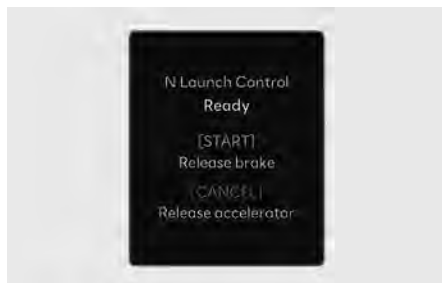 N Launch Control
Ready
[START]
Release brake
[CANCEL]
Release accelerator